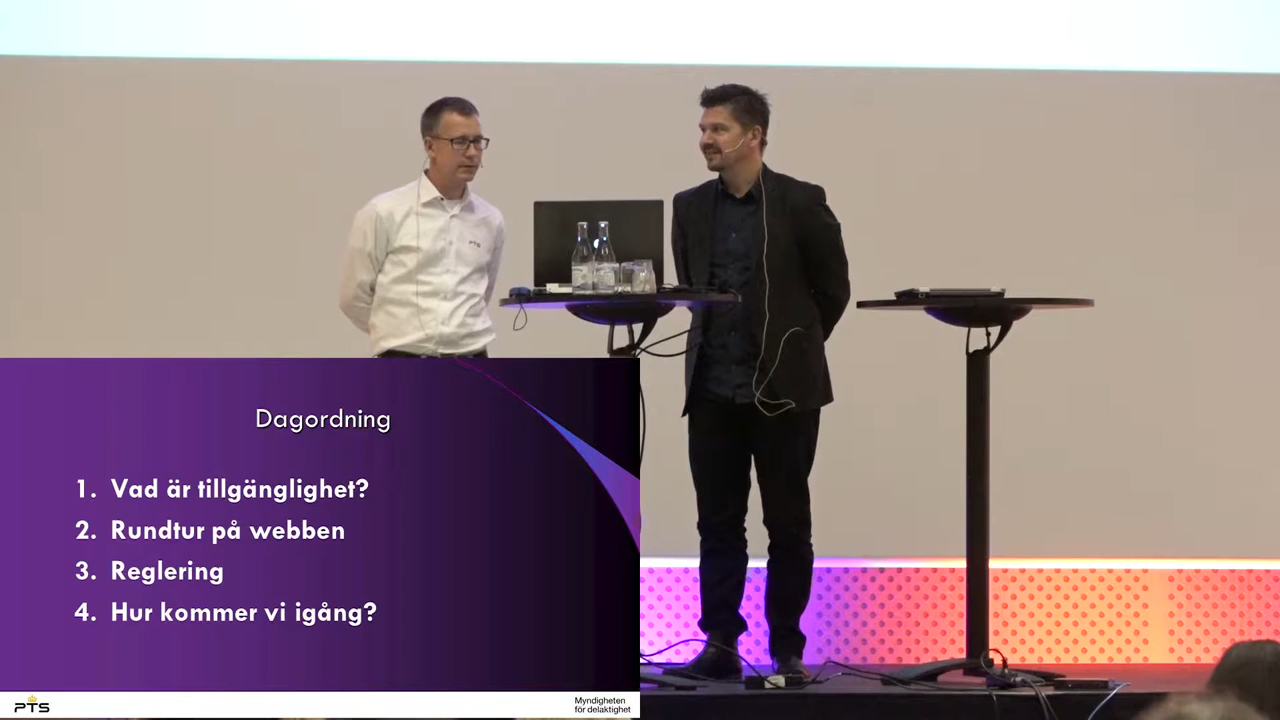 PTS
Dagordning
1. Vad är tillgänglighet?
2. Rundtur på webben
3. Reglering
4. Hur kommer vi igång?
PTS
Myndigheten
för delaktighet